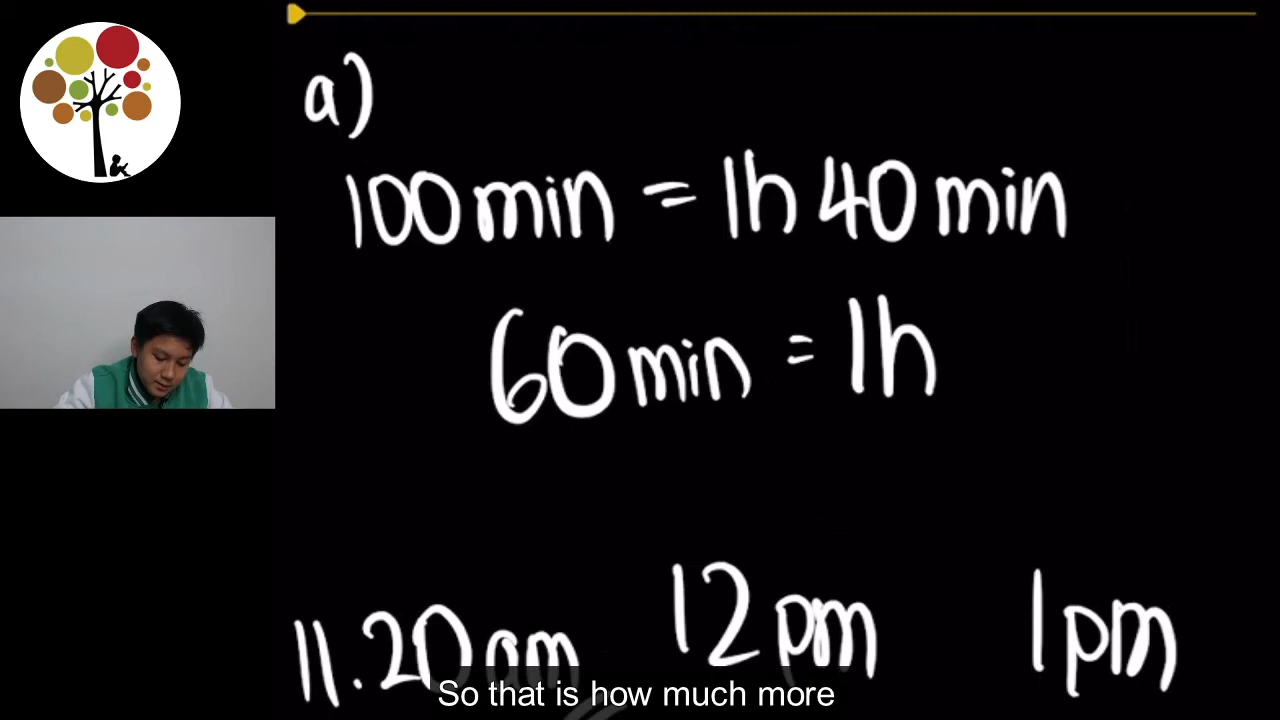 a)
100 min = 1h 40 min
60 min = 1h
11.20 am 12 pm 1 pm
So that is how much more